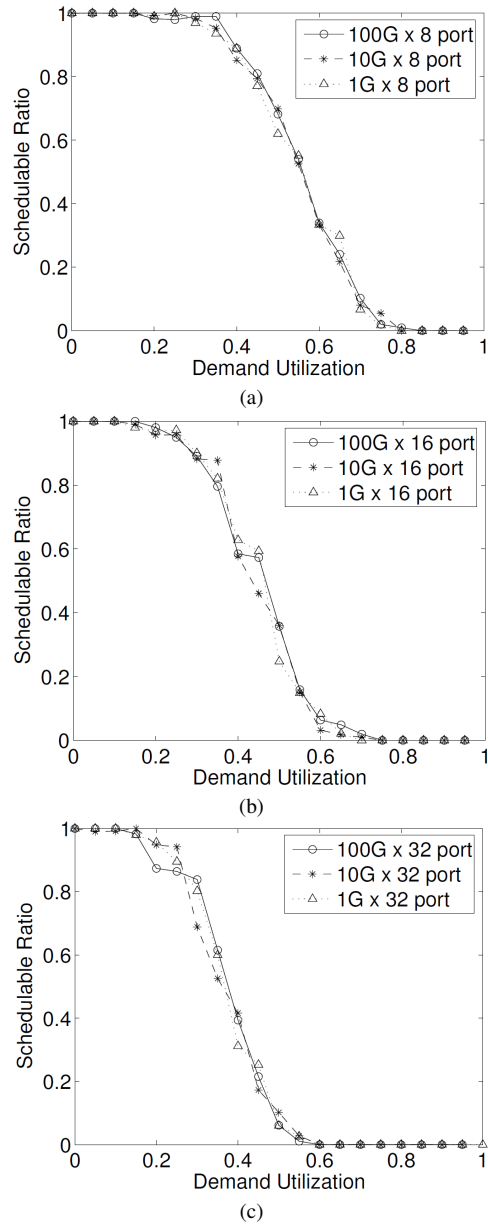 1
0.8
0.6
0.4
0.2
0
Schedulable Ratio
100G x 8 port
10G x 8 port
1G x 8 port
0 0.2 0.4 0.6 0.8 1
Demand Utilization
(a)
1
0.8
0.6
0.4
0.2
0
Schedulable Ratio
100G x 16 port
10G x 16 port
1G x 16 port
0 0.2 0.4 0.6 0.8 1
Demand Utilization
(b)
1
0.8
0.6
0.4
0.2
0
Schedulable Ratio
100G x 32 port
10G x 32 port
1G x 32 port
0 0.2 0.4 0.6 0.8 1
Demand Utilization
(c)